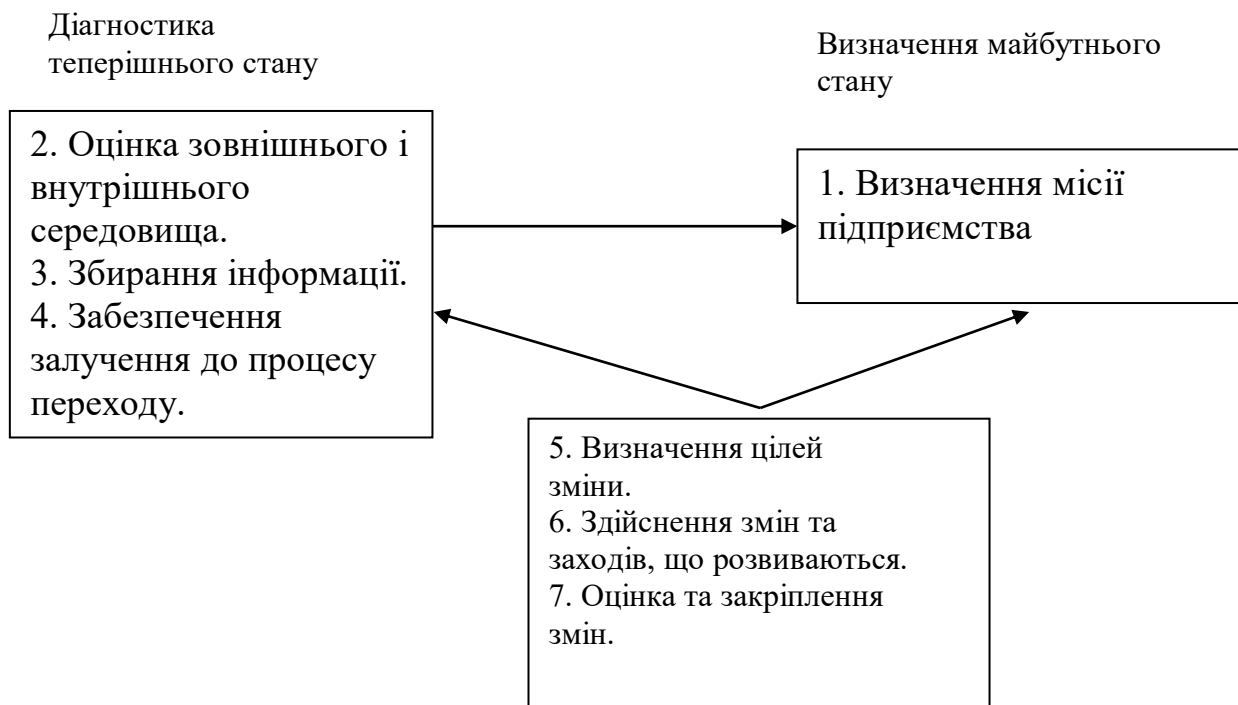 Діагностика
теперішнього стану
Визначення майбутнього
стану
2. Оцінка зовнішнього і
внутрішнього
середовища.
3. Збирання інформації.
4. Забезпечення
залучення до процесу
переходу.
1. Визначення місії
підприємства
5. Визначення цілей
зміни.
6. Здійснення змін та
заходів, що розвиваються.
7. Оцінка та закріплення
змін.